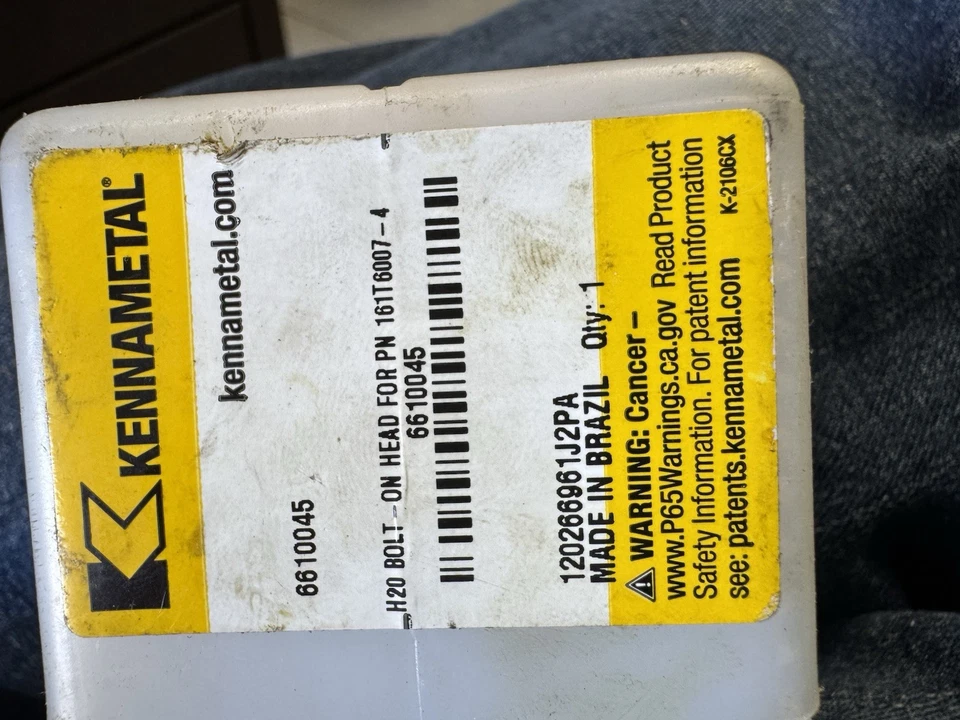 KENNAMETAL®
kennametal.com
6610045
H20 BOLT-ON HEAD FOR PN 161T6007-4
6610045
120266961J2PA
MADE IN BRAZIL Qty: 1
⚠ WARNING: Cancer –
www.P65Warnings.ca.gov Read Product
Safety Information. For patent information
see: patents.kennametal.com K-2106CX